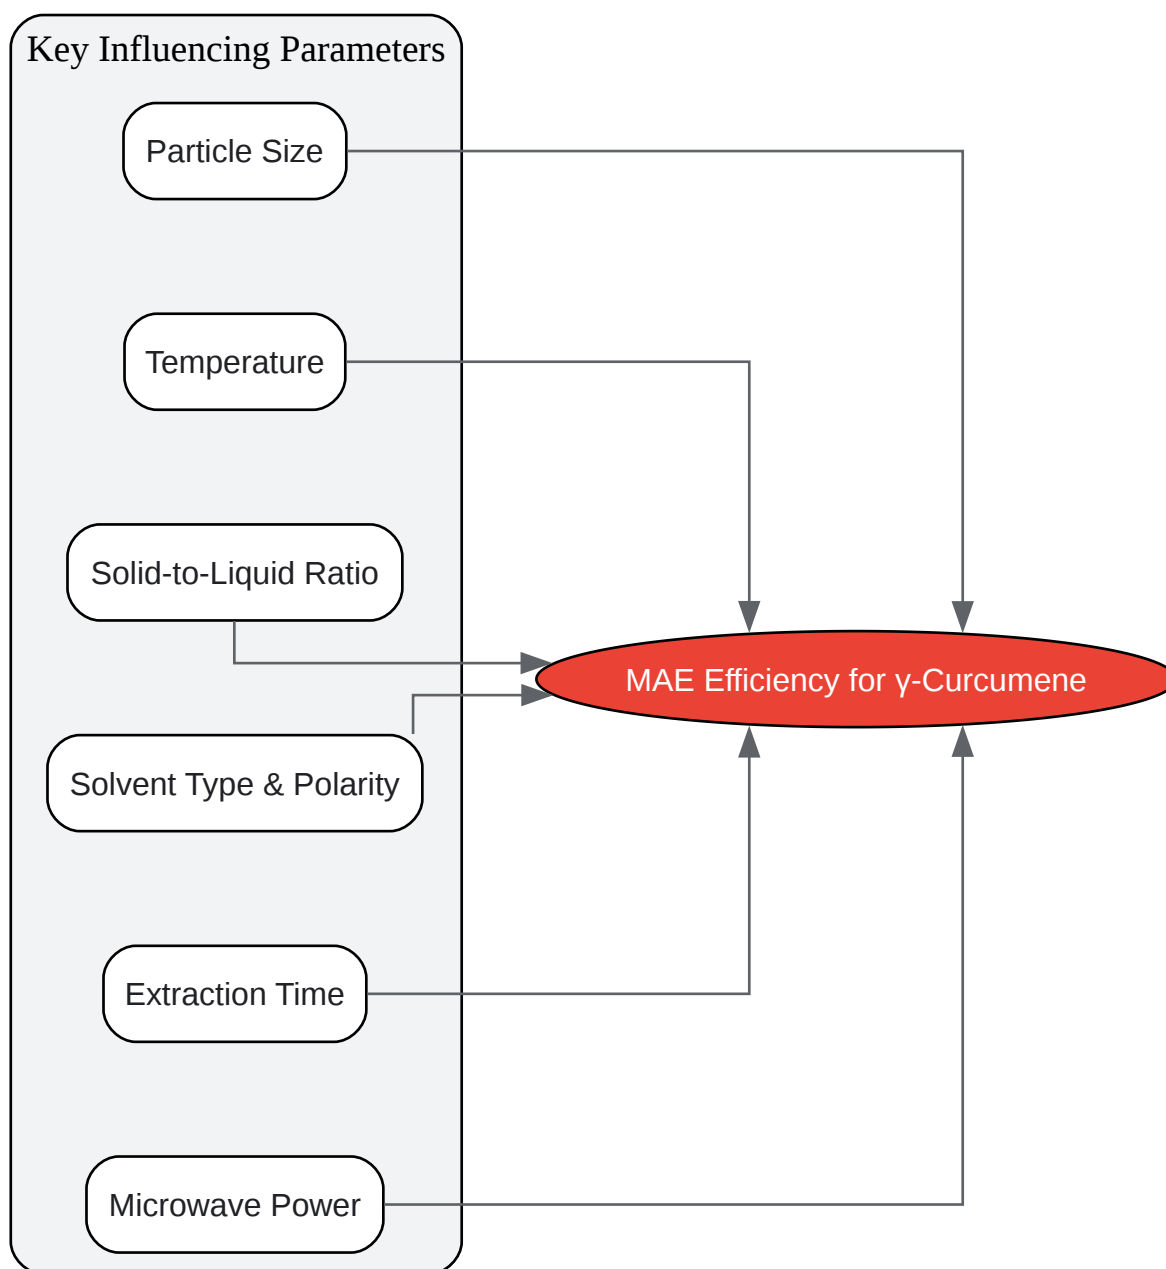 Key Influencing Parameters
Particle Size
Temperature
Solid-to-Liquid Ratio
MAE Efficiency for γ-Curcumene
Solvent Type & Polarity
Extraction Time
Microwave Power